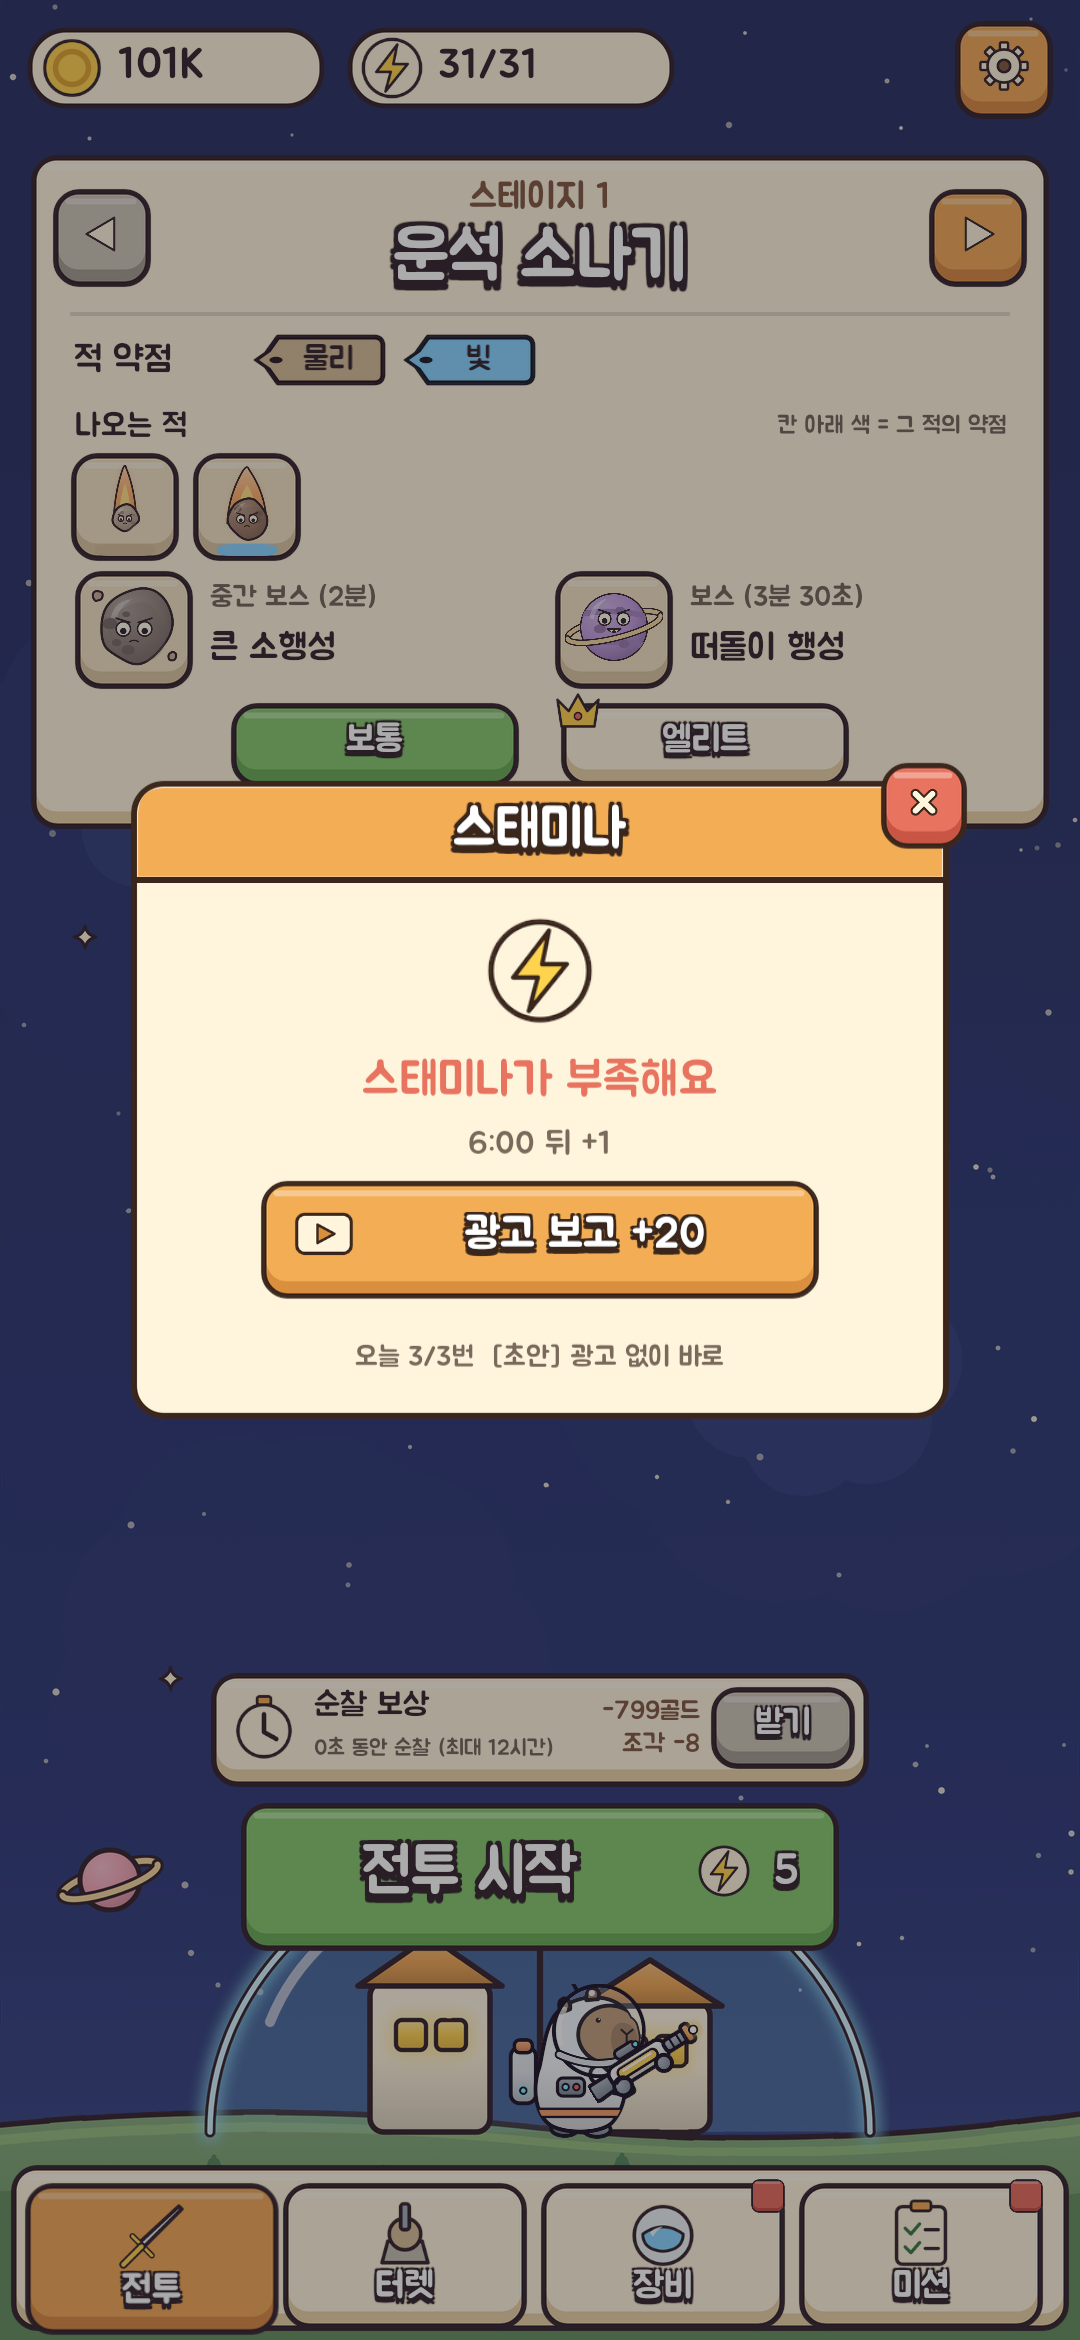 101K
31/31
스테이지 1
운석 소나기
적 약점
물리
빛
나오는 적
칸 아래 색 = 그 적의 약점
중간 보스 (2분)
큰 소행성
보스 (3분 30초)
떠돌이 행성
보통
엘리트
스태미나
스태미나가 부족해요
6:00 뒤 +1
광고 보고 +20
오늘 3/3번 [초안] 광고 없이 바로
순찰 보상
0초 동안 순찰 (최대 12시간)
-799골드
조각 -8
받기
전투 시작
5
전투
터렛
장비
미션